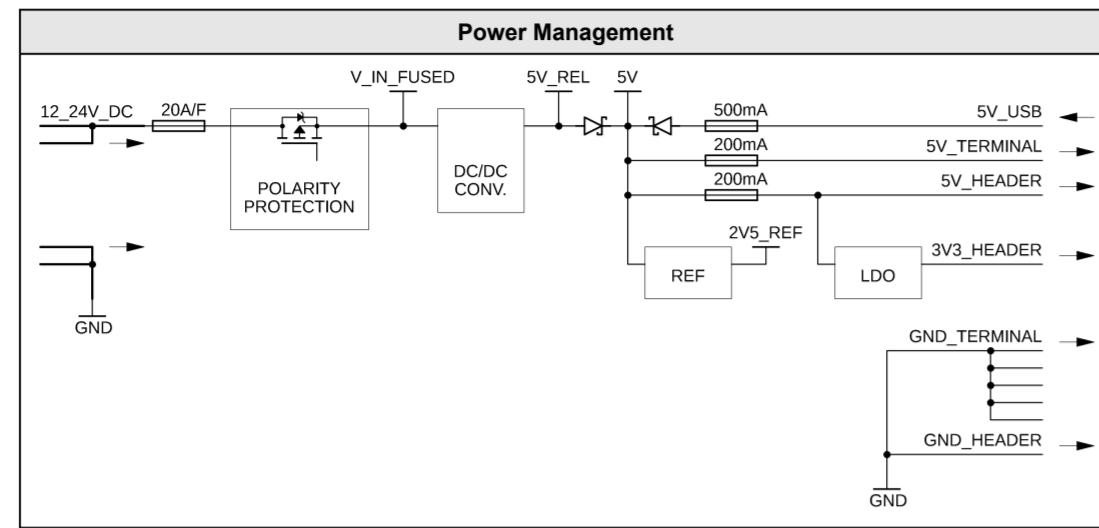 Power Management
V_IN_FUSED
5V_REL
5V
12_24V_DC
20A/F
500mA
5V_USB
200mA
5V_TERMINAL
200mA
5V_HEADER
DC/DC
CONV.
POLARITY
PROTECTION
2V5_REF
3V3_HEADER
REF
LDO
GND
GND_TERMINAL
GND_HEADER
GND